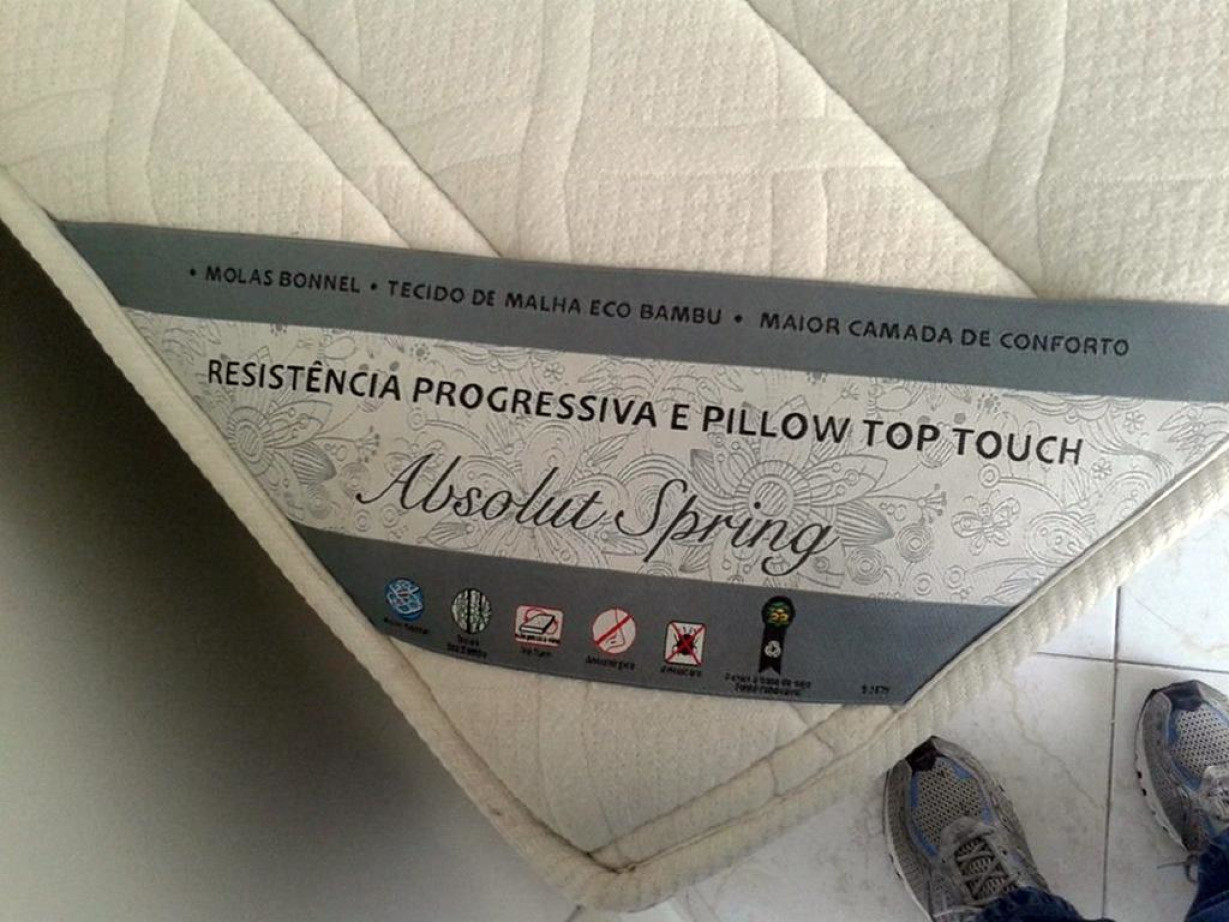 • MOLAS BONNEL • TECIDO DE MALHA ECO BAMBU • MAIOR CAMADA DE CONFORTO
RESISTÊNCIA PROGRESSIVA E PILLOW TOP TOUCH
Absolut Spring